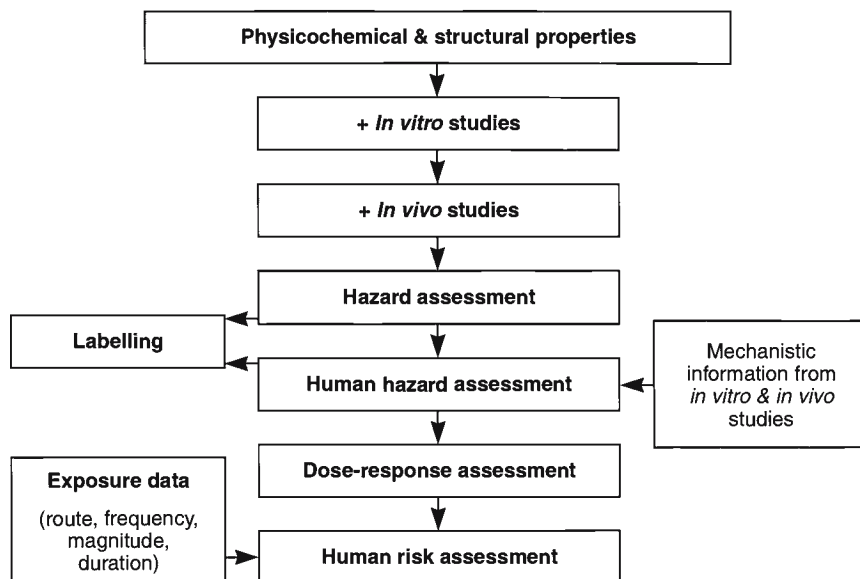 Physicochemical & structural properties
+ In vitro studies
+ In vivo studies
Hazard assessment
Labelling
Human hazard assessment
Mechanistic
information from
in vitro & in vivo
studies
Dose-response assessment
Exposure data
(route, frequency,
magnitude,
duration)
Human risk assessment